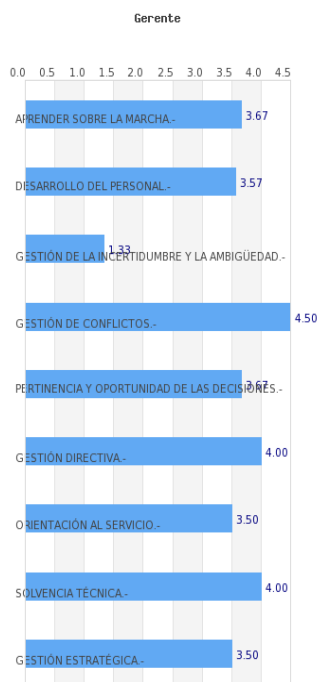 Gerente
0.0 0.5 1.0 1.5 2.0 2.5 3.0 3.5 4.0 4.5
APRENDER SOBRE LA MARCHA.- 3.67
DESARROLLO DEL PERSONAL.- 3.57
GESTIÓN DE LA INCERTIDUMBRE Y LA AMBIGÜEDAD.- 1.33
GESTIÓN DE CONFLICTOS.- 4.50
PERTINENCIA Y OPORTUNIDAD DE LAS DECISIONES.- 3.67
GESTIÓN DIRECTIVA.- 4.00
ORIENTACIÓN AL SERVICIO.- 3.50
SOLVENCIA TÉCNICA.- 4.00
GESTIÓN ESTRATÉGICA.- 3.50